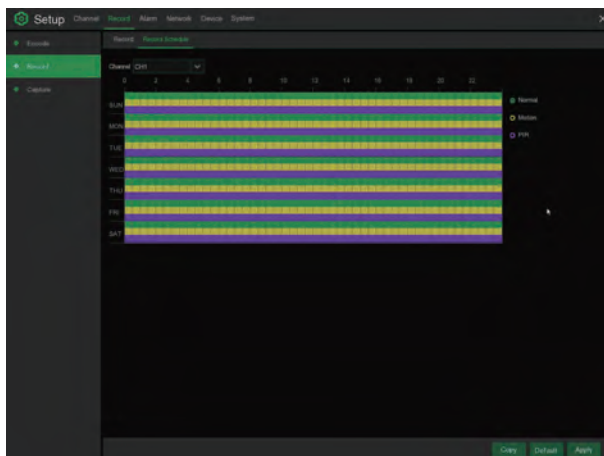 Setup Channel Record Alarm Network Device System
Encode
Record
Capture
Record Record Schedule
Channel CH1
0 2 4 6 8 10 12 14 16 18 20 22
SUN
MON
TUE
WED
THU
FRI
SAT
Normal
Motion
PIR
Copy Default Apply